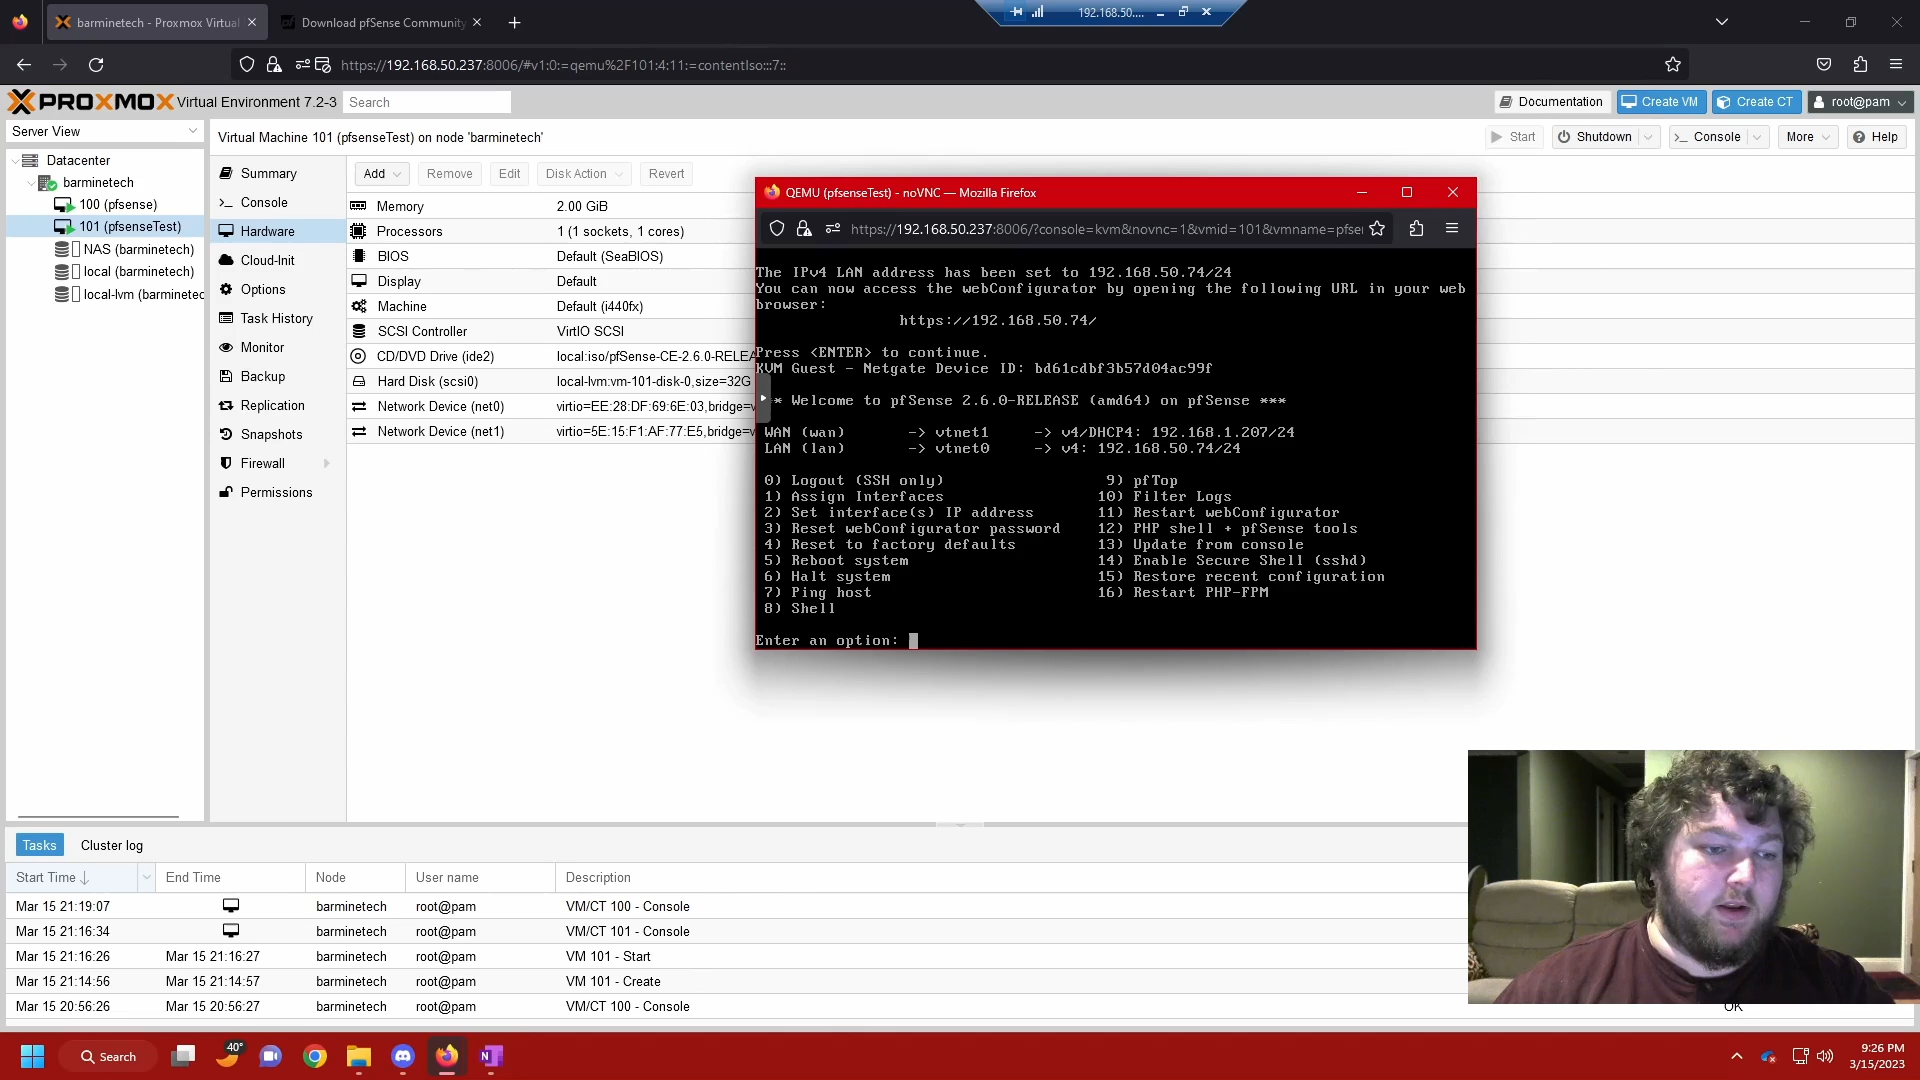 barminetech - Proxmox Virtual
Download pfSense Community
192.168.50....
https://192.168.50.237:8006/#v1:0:=qemu%2F101:4:11:=contentIso:::7::
PROXMOX Virtual Environment 7.2-3
Search
Documentation
Create VM
Create CT
root@pam
Server View
Virtual Machine 101 (pfsenseTest) on node 'barminetech'
Start
Shutdown
Console
More
Help
Datacenter
barminetech
100 (pfsense)
101 (pfsenseTest)
NAS (barminetech)
local (barminetech)
local-lvm (barminetec
Summary
Console
Hardware
Cloud-Init
Options
Task History
Monitor
Backup
Replication
Snapshots
Firewall
Permissions
Add
Remove
Edit
Disk Action
Revert
Memory 2.00 GiB
Processors 1 (1 sockets, 1 cores)
BIOS Default (SeaBIOS)
Display Default
Machine Default (i440fx)
SCSI Controller VirtIO SCSI
CD/DVD Drive (ide2) local:iso/pfSense-CE-2.6.0-RELEA
Hard Disk (scsi0) local-lvm:vm-101-disk-0,size=32G
Network Device (net0) virtio=EE:28:DF:69:6E:03,bridge=v
Network Device (net1) virtio=5E:15:F1:AF:77:E5,bridge=v
QEMU (pfsenseTest) - noVNC — Mozilla Firefox
https://192.168.50.237:8006/?console=kvm&novnc=1&vmid=101&vmname=pfse
The IPv4 LAN address has been set to 192.168.50.74/24
You can now access the webConfigurator by opening the following URL in your web
browser:
https://192.168.50.74/
Press <ENTER> to continue.
KVM Guest - Netgate Device ID: bd61cdbf3b57d04ac99f
* Welcome to pfSense 2.6.0-RELEASE (amd64) on pfSense ***
WAN (wan) -> vtnet1 -> v4/DHCP4: 192.168.1.207/24
LAN (lan) -> vtnet0 -> v4: 192.168.50.74/24
0) Logout (SSH only) 9) pfTop
1) Assign Interfaces 10) Filter Logs
2) Set interface(s) IP address 11) Restart webConfigurator
3) Reset webConfigurator password 12) PHP shell + pfSense tools
4) Reset to factory defaults 13) Update from console
5) Reboot system 14) Enable Secure Shell (sshd)
6) Halt system 15) Restore recent configuration
7) Ping host 16) Restart PHP-FPM
8) Shell
Enter an option:
Tasks
Cluster log
Start Time End Time Node User name Description
Mar 15 21:19:07 barminetech root@pam VM/CT 100 - Console
Mar 15 21:16:34 barminetech root@pam VM/CT 101 - Console
Mar 15 21:16:26 Mar 15 21:16:27 barminetech root@pam VM 101 - Start
Mar 15 21:14:56 Mar 15 21:14:57 barminetech root@pam VM 101 - Create
Mar 15 20:56:26 Mar 15 20:56:27 barminetech root@pam VM/CT 100 - Console
OK
Search
40°
9:26 PM
3/15/2023